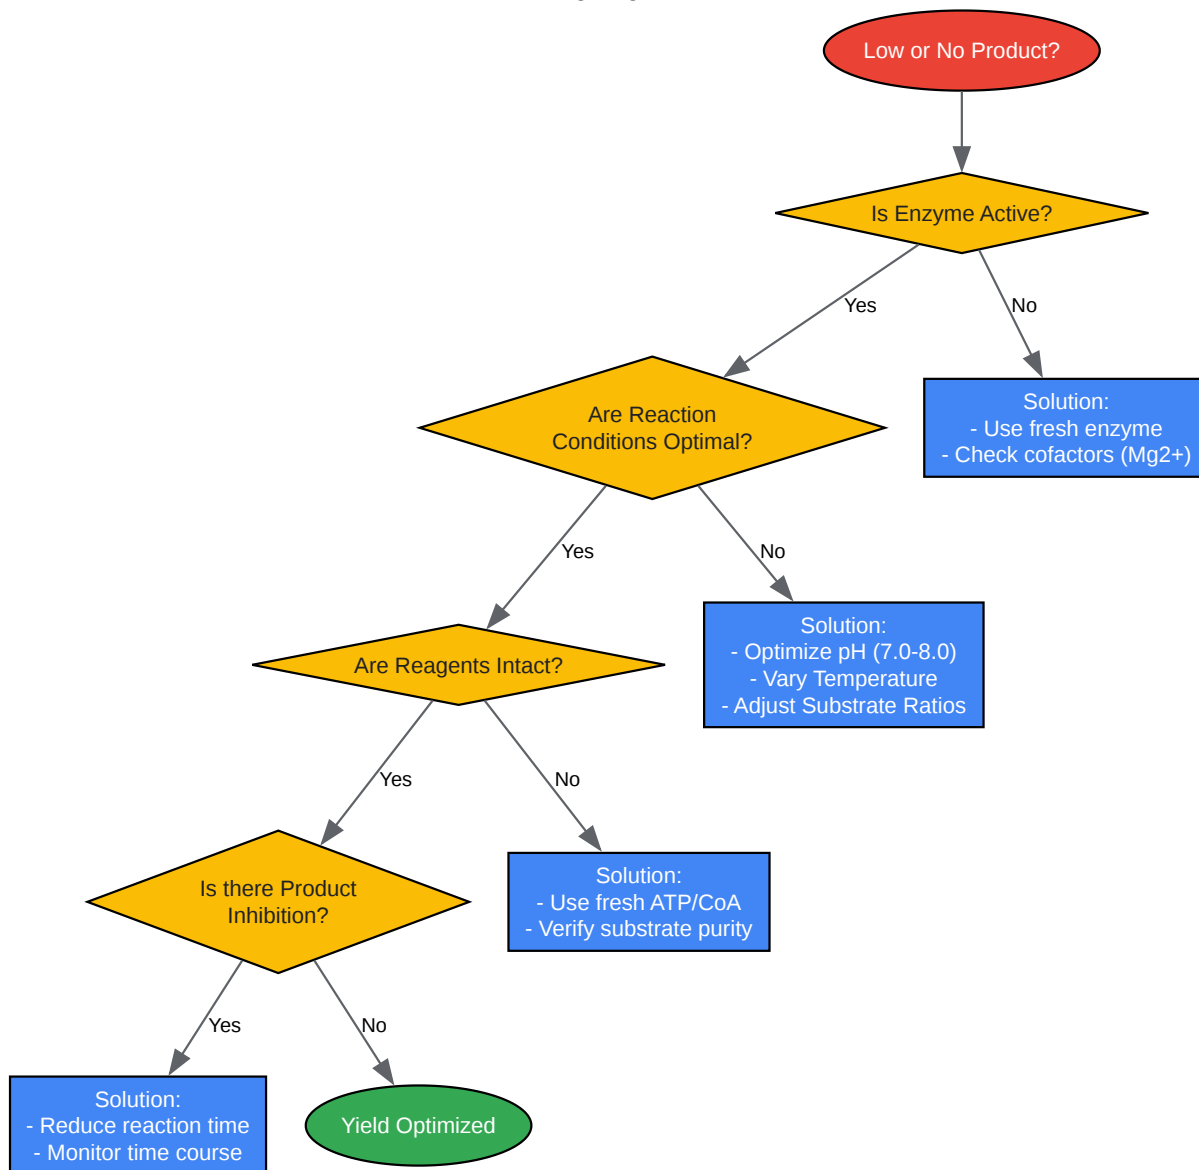 Low or No Product?
Is Enzyme Active?
Yes
No
Are Reaction
Conditions Optimal?
Solution:
- Use fresh enzyme
- Check cofactors (Mg2+)
Yes
No
Are Reagents Intact?
Solution:
- Optimize pH (7.0-8.0)
- Vary Temperature
- Adjust Substrate Ratios
Yes
No
Is there Product
Inhibition?
Solution:
- Use fresh ATP/CoA
- Verify substrate purity
Yes
No
Solution:
- Reduce reaction time
- Monitor time course
Yield Optimized